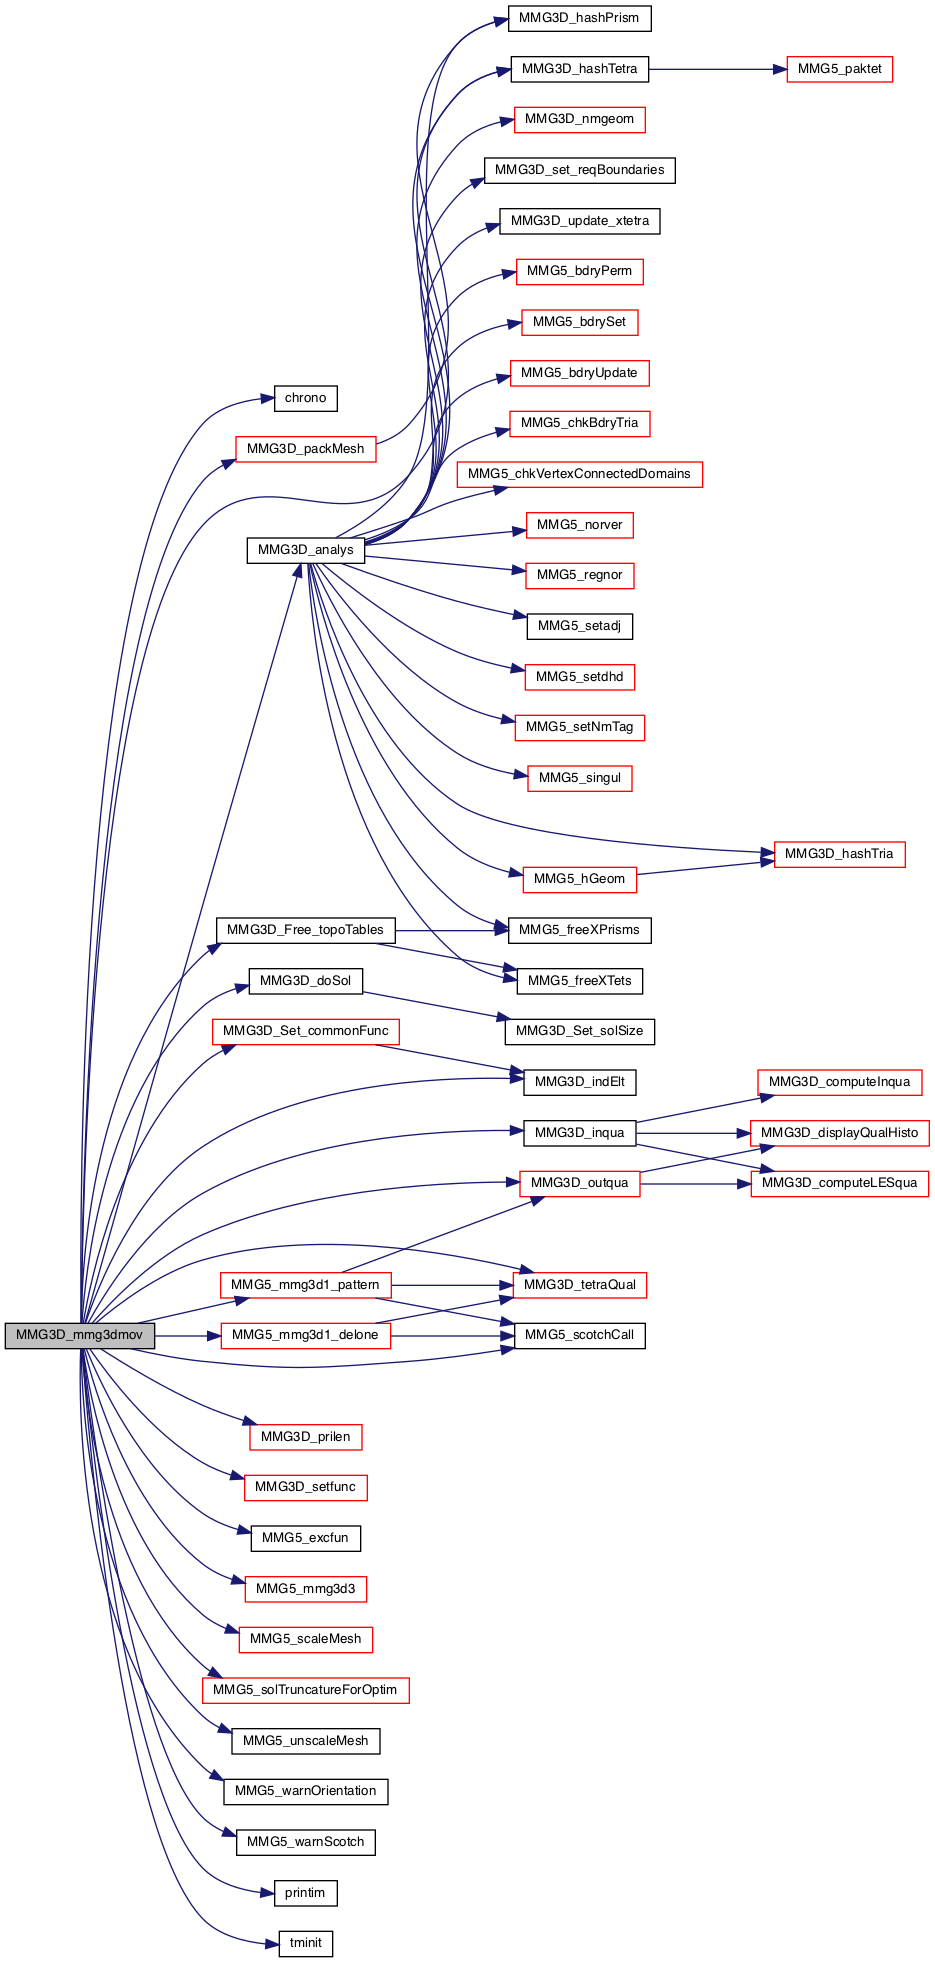 MMG3D_hashPrism
MMG3D_hashTetra
MMG5_paktet
MMG3D_nmgeom
MMG3D_set_reqBoundaries
MMG3D_update_xtetra
MMG5_bdryPerm
MMG5_bdrySet
MMG5_bdryUpdate
chrono
MMG5_chkBdryTria
MMG3D_packMesh
MMG5_chkVertexConnectedDomains
MMG5_norver
MMG3D_analys
MMG5_regnor
MMG5_setadj
MMG5_setdhd
MMG5_setNmTag
MMG5_singul
MMG3D_hashTria
MMG5_hGeom
MMG3D_Free_topoTables
MMG5_freeXPrisms
MMG3D_doSol
MMG5_freeXTets
MMG3D_Set_commonFunc
MMG3D_Set_solSize
MMG3D_indElt
MMG3D_computeInqua
MMG3D_inqua
MMG3D_displayQualHisto
MMG3D_outqua
MMG3D_computeLESqua
MMG5_mmg3d1_pattern
MMG3D_tetraQual
MMG3D_mmg3dmov
MMG5_mmg3d1_delone
MMG5_scotchCall
MMG3D_prilen
MMG3D_setfunc
MMG5_excfun
MMG5_mmg3d3
MMG5_scaleMesh
MMG5_solTruncatureForOptim
MMG5_unscaleMesh
MMG5_warnOrientation
MMG5_warnScotch
printim
tminit